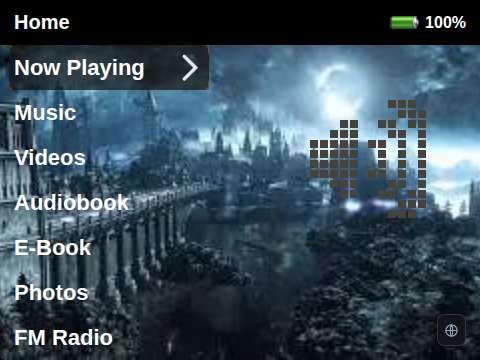 Home
100%
Now Playing
Music
Videos
Audiobook
E-Book
Photos
FM Radio